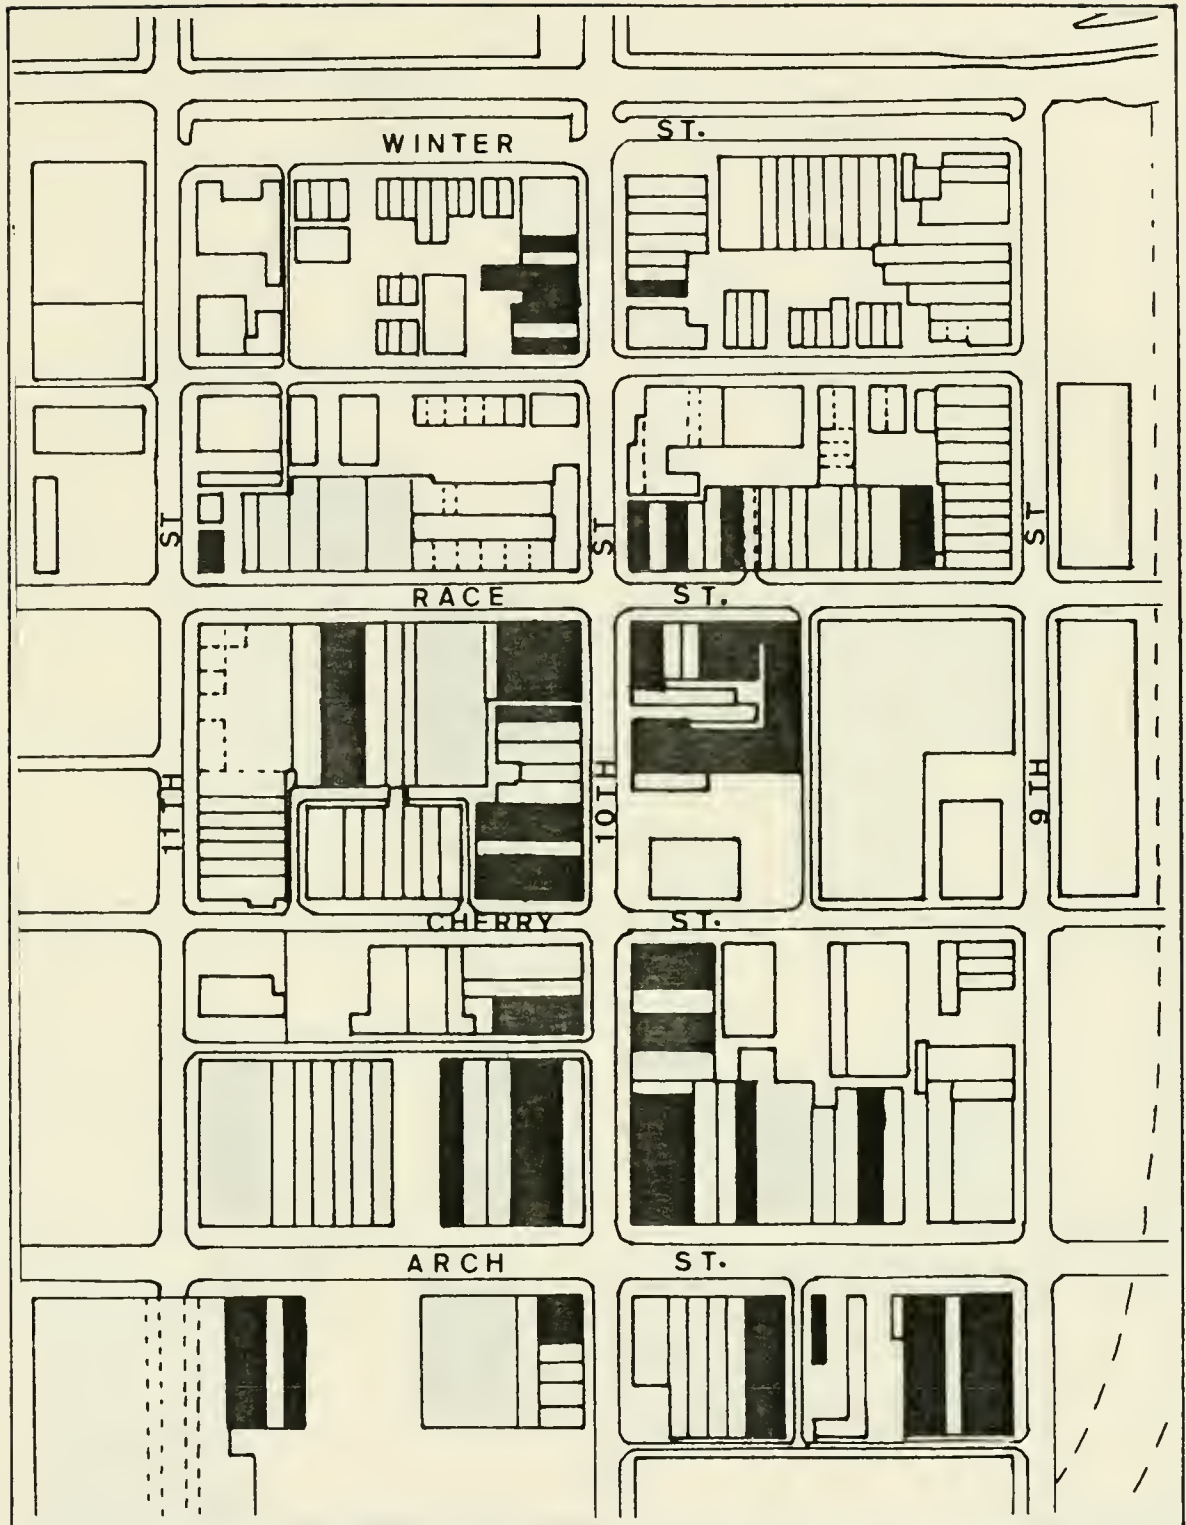 WINTER ST.
ST
ST
ST
RACE ST.
11TH
10TH
9TH
CHERRY ST.
ARCH ST.